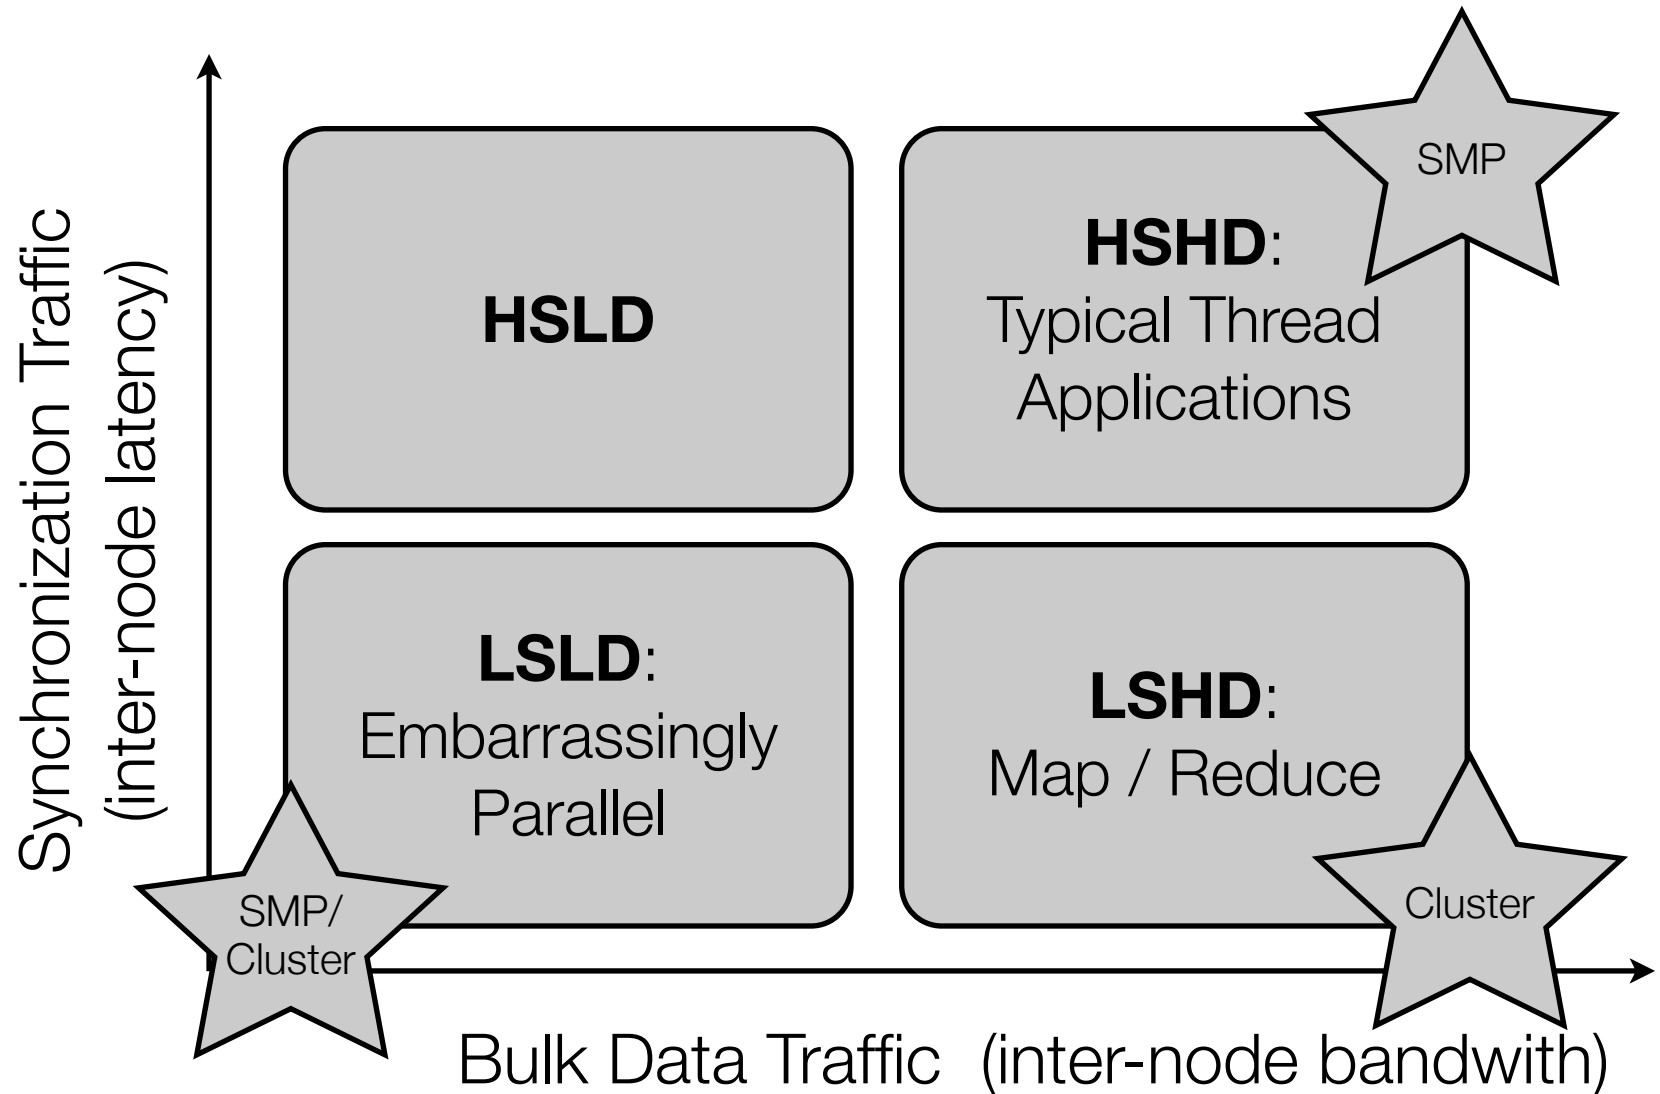 Synchronization Traffic
(inter-node latency)
HSLD
HSHD:
Typical Thread
Applications
SMP
LSLD:
Embarrassingly
Parallel
SMP/
Cluster
LSHD:
Map / Reduce
Cluster
Bulk Data Traffic (inter-node bandwith)